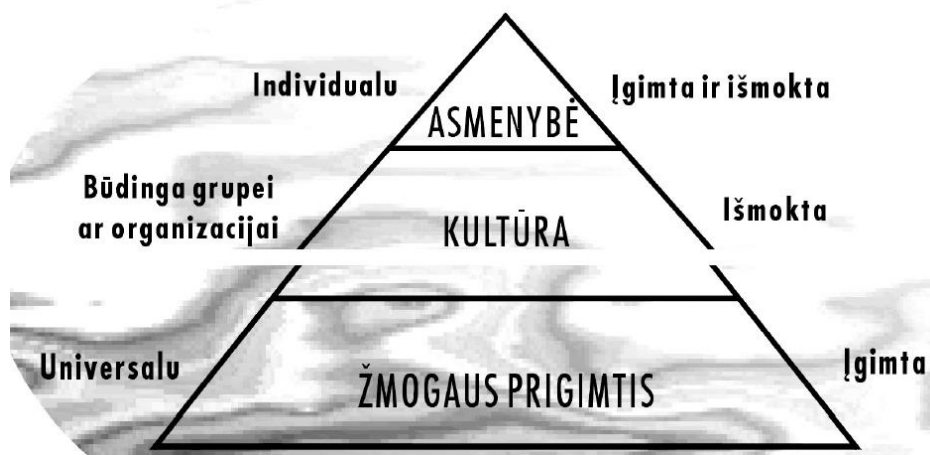 Individualu
Įgimta ir išmokta
ASMENYBĖ
Būdinga grupei
ar organizacijai
Išmokta
KULTŪRA
Universalu
Įgimta
ŽMOGAUS PRIGIMTIS